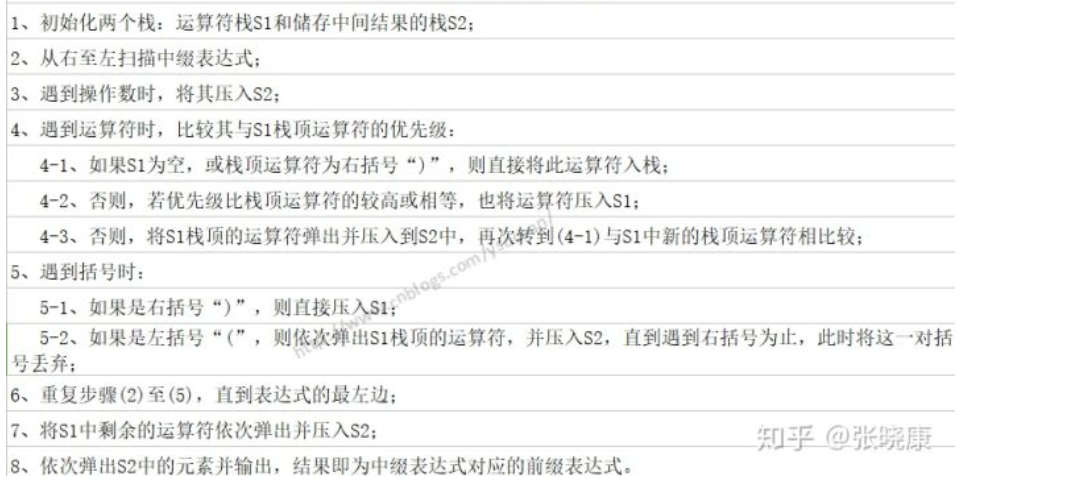 1、初始化两个栈：运算符栈S1和储存中间结果的栈S2；
2、从右至左扫描中缀表达式；
3、遇到操作数时，将其压入S2；
4、遇到运算符时，比较其与S1栈顶运算符的优先级：
4-1、如果S1为空，或栈顶运算符为右括号“)”，则直接将此运算符入栈；
4-2、否则，若优先级比栈顶运算符的较高或相等，也将运算符压入S1；
4-3、否则，将S1栈顶的运算符弹出并压入到S2中，再次转到(4-1)与S1中新的栈顶运算符相比较；
5、遇到括号时：
5-1、如果是右括号“)”，则直接压入S1；
5-2、如果是左括号“(”，则依次弹出S1栈顶的运算符，并压入S2，直到遇到右括号为止，此时将这一对括
号丢弃；
6、重复步骤(2)至(5)，直到表达式的最左边；
7、将S1中剩余的运算符依次弹出并压入S2；
知乎 @张晓康
8、依次弹出S2中的元素并输出，结果即为中缀表达式对应的前缀表达式。